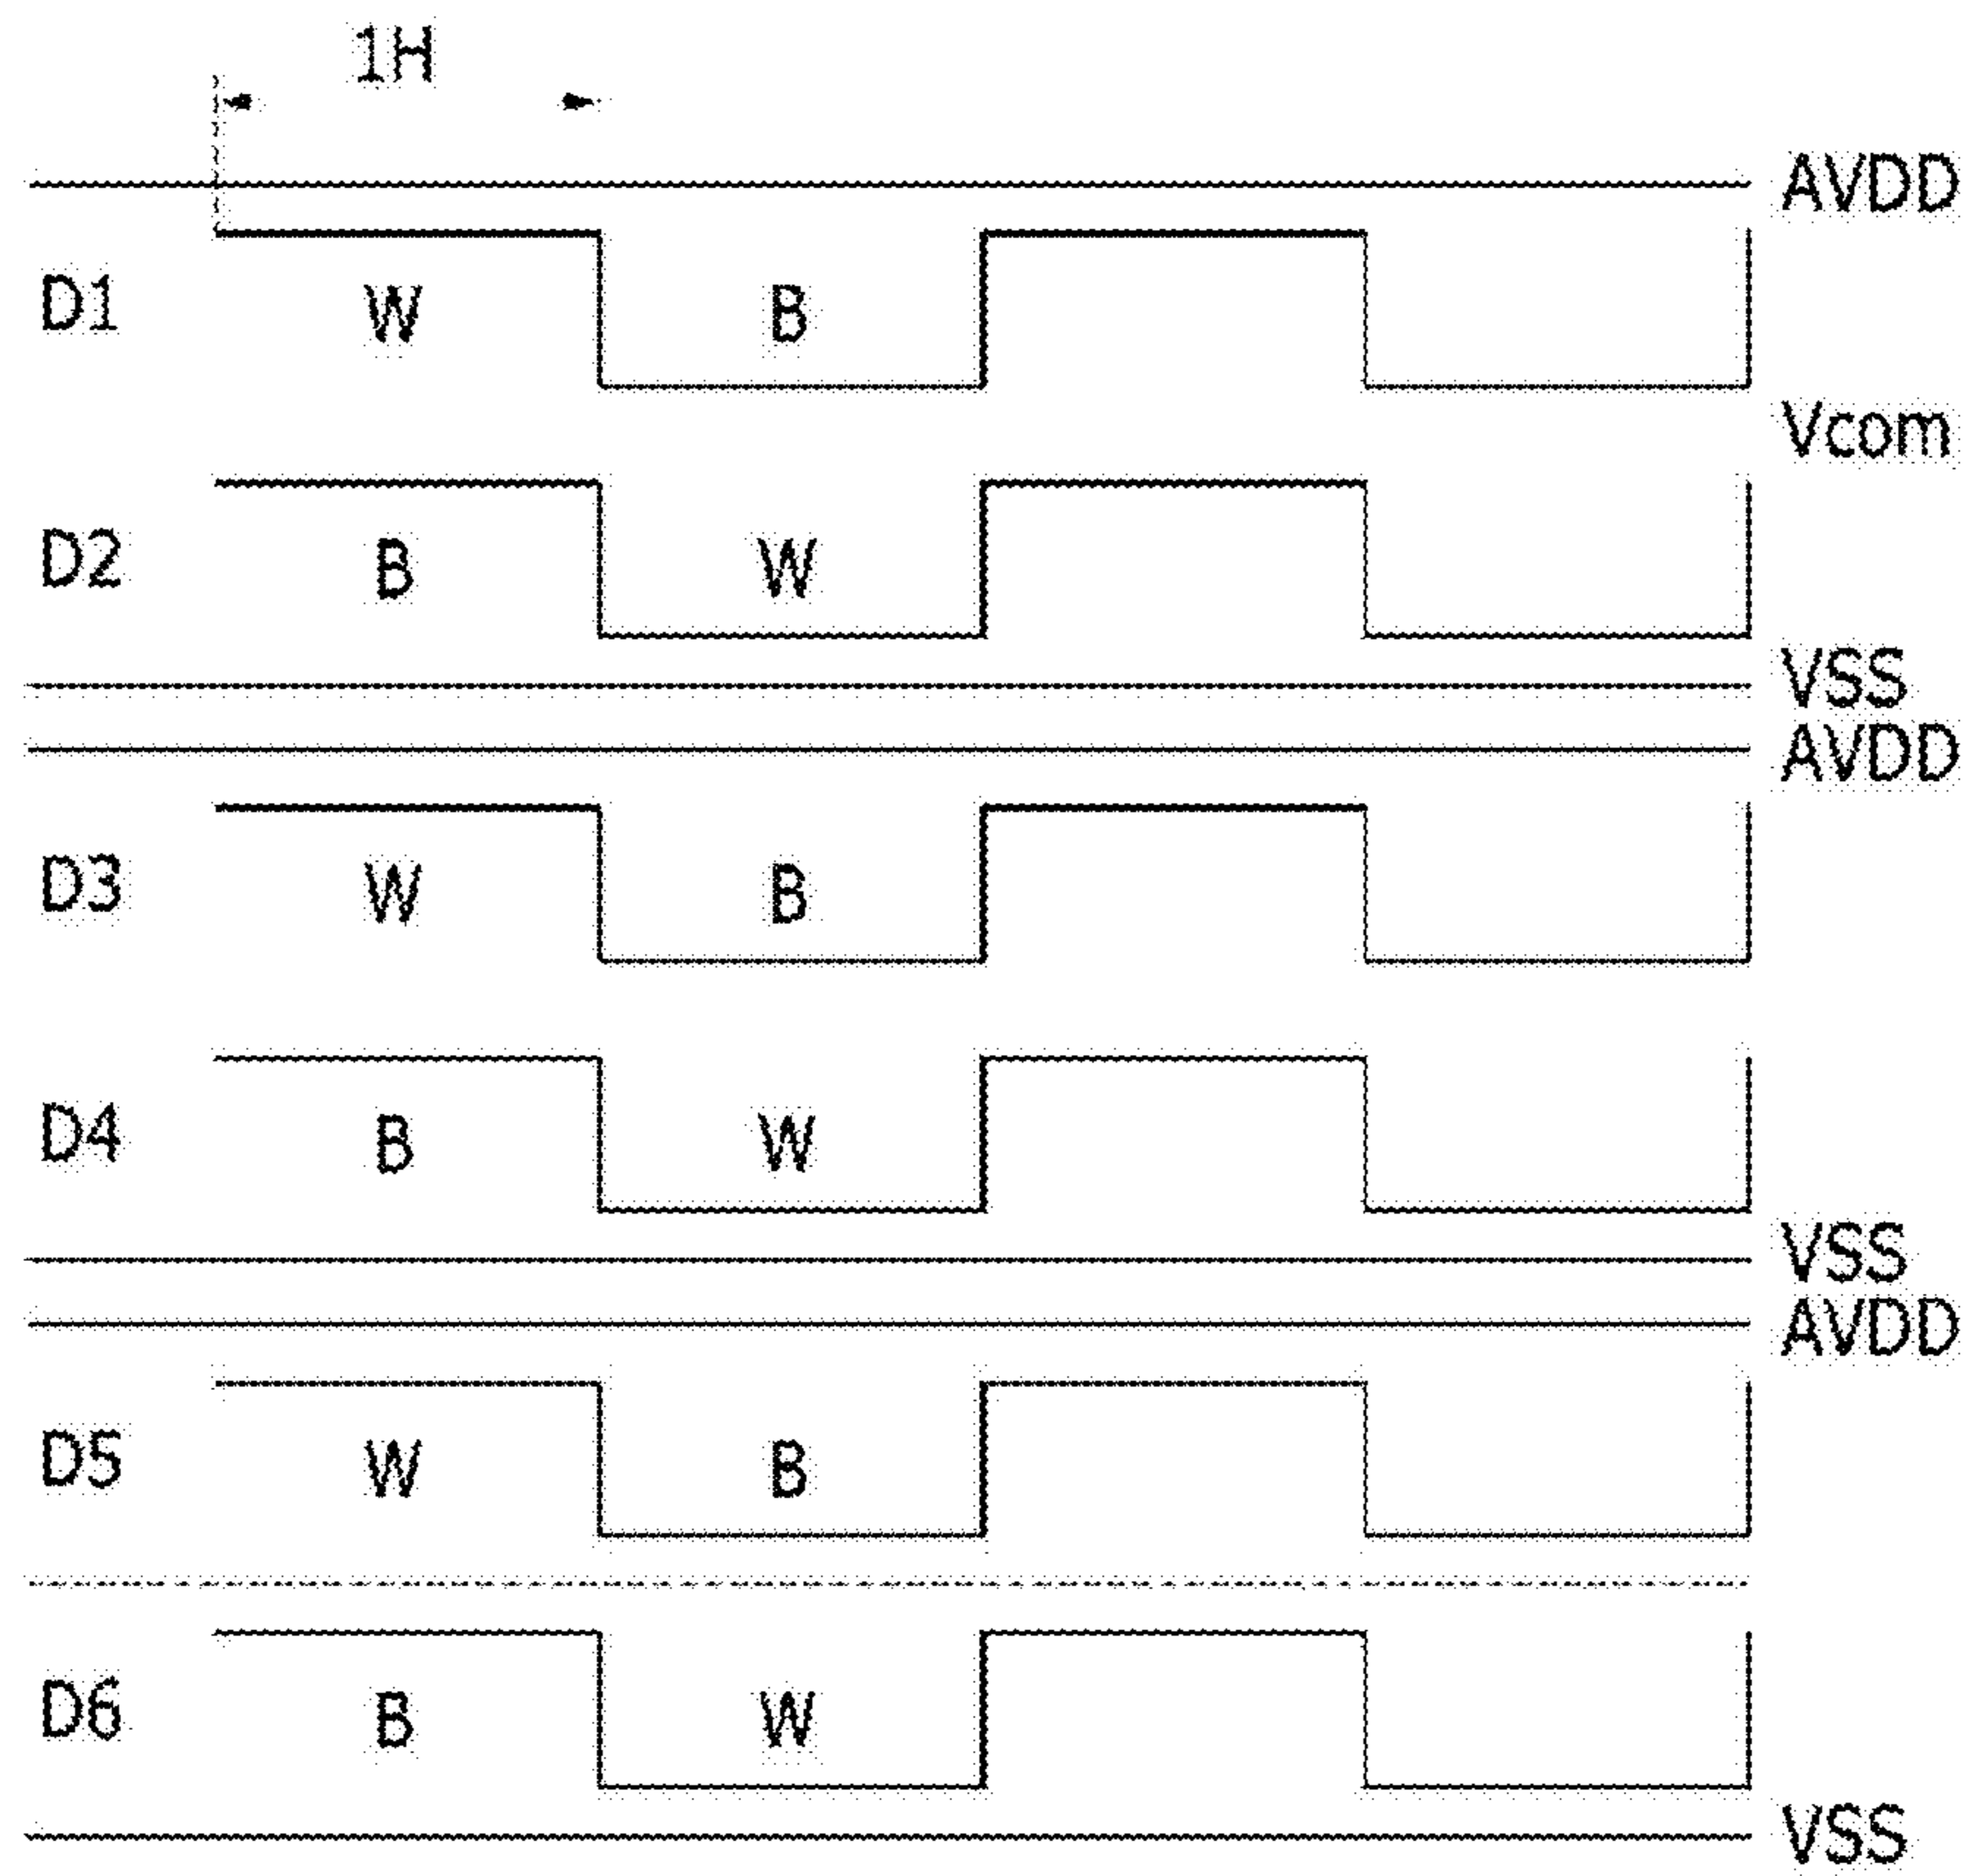 1H
AVDD
D1 W B
Vcom
D2 B W
VSS
AVDD
D3 W B
D4 B W
VSS
AVDD
D5 W B
D6 B W
VSS